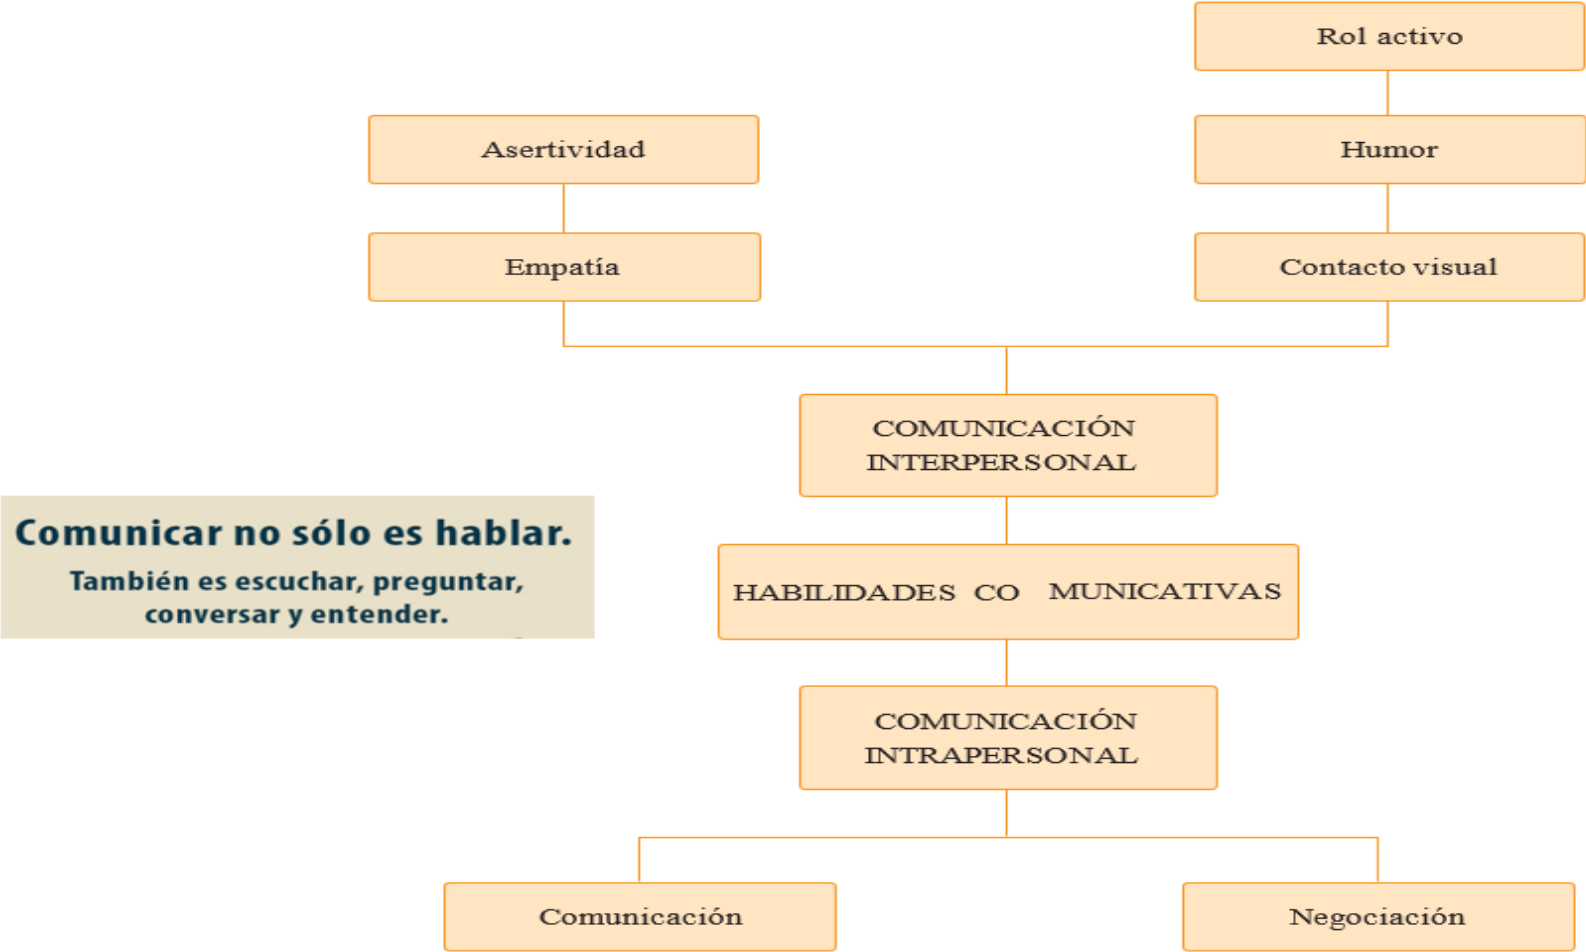 Rol activo
Asertividad
Humor
Empatía
Contacto visual
COMUNICACIÓN
INTERPERSONAL
Comunicar no sólo es hablar.
También es escuchar, preguntar,
conversar y entender.
HABILIDADES CO MUNICATIVAS
COMUNICACIÓN
INTRAPERSONAL
Comunicación
Negociación